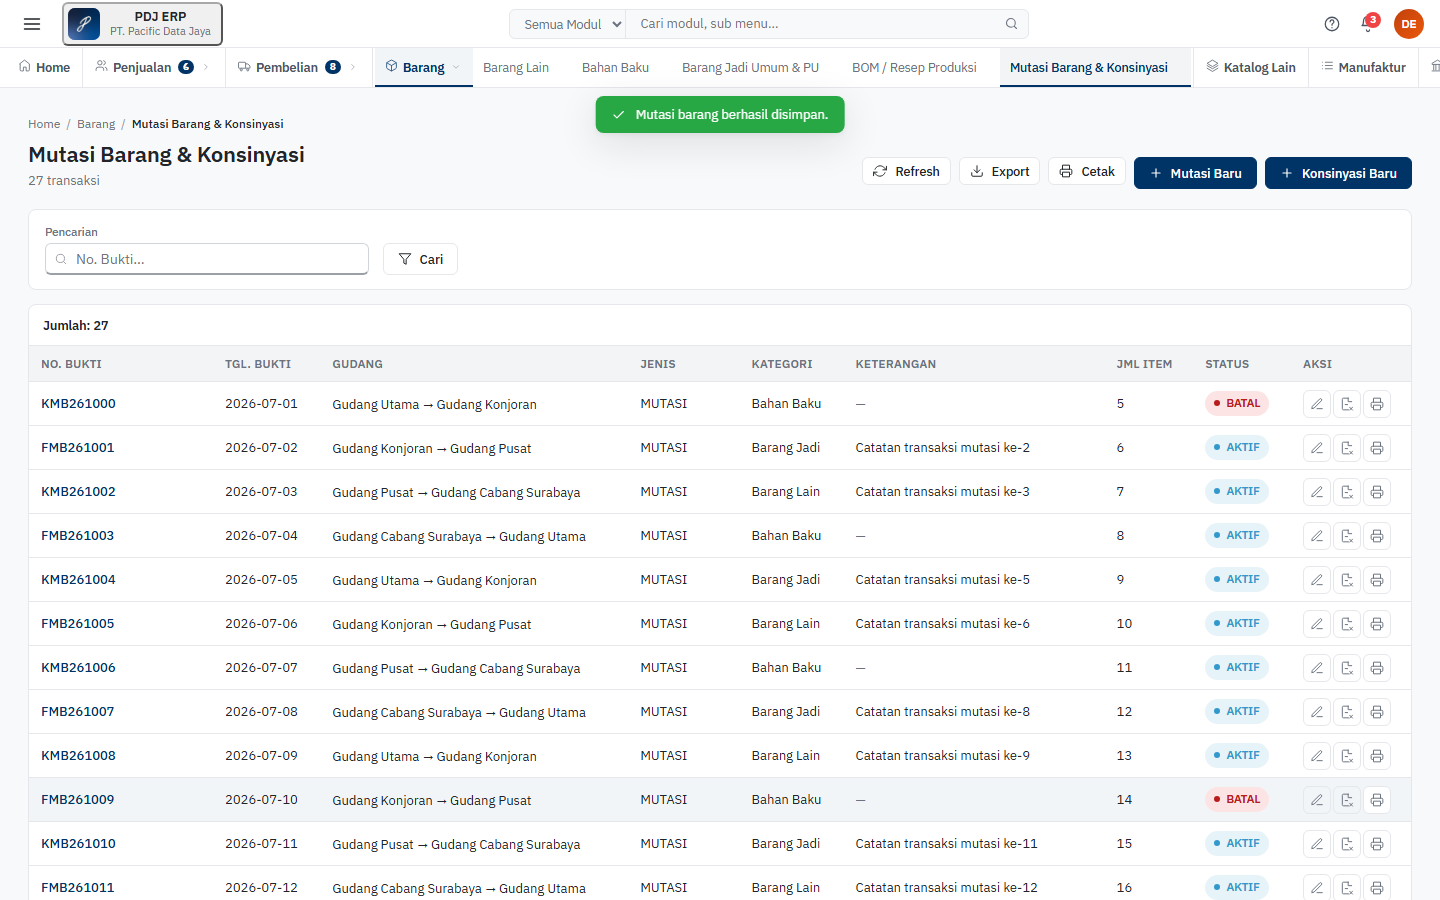 PDJ ERP
PT. Pacific Data Jaya
Semua Modul
Cari modul, sub menu...
3
DE
Home
Penjualan 6
Pembelian 8
Barang
Barang Lain
Bahan Baku
Barang Jadi Umum & PU
BOM / Resep Produksi
Mutasi Barang & Konsinyasi
Katalog Lain
Manufaktur
Mutasi barang berhasil disimpan.
Home / Barang / Mutasi Barang & Konsinyasi
Mutasi Barang & Konsinyasi
27 transaksi
Refresh
Export
Cetak
Mutasi Baru
Konsinyasi Baru
Pencarian
No. Bukti...
Cari
Jumlah: 27
NO. BUKTI TGL. BUKTI GUDANG JENIS KATEGORI KETERANGAN JML ITEM STATUS AKSI
KMB261000 2026-07-01 Gudang Utama → Gudang Konjoran MUTASI Bahan Baku — 5 BATAL
FMB261001 2026-07-02 Gudang Konjoran → Gudang Pusat MUTASI Barang Jadi Catatan transaksi mutasi ke-2 6 AKTIF
KMB261002 2026-07-03 Gudang Pusat → Gudang Cabang Surabaya MUTASI Barang Lain Catatan transaksi mutasi ke-3 7 AKTIF
FMB261003 2026-07-04 Gudang Cabang Surabaya → Gudang Utama MUTASI Bahan Baku — 8 AKTIF
KMB261004 2026-07-05 Gudang Utama → Gudang Konjoran MUTASI Barang Jadi Catatan transaksi mutasi ke-5 9 AKTIF
FMB261005 2026-07-06 Gudang Konjoran → Gudang Pusat MUTASI Barang Lain Catatan transaksi mutasi ke-6 10 AKTIF
KMB261006 2026-07-07 Gudang Pusat → Gudang Cabang Surabaya MUTASI Bahan Baku — 11 AKTIF
FMB261007 2026-07-08 Gudang Cabang Surabaya → Gudang Utama MUTASI Barang Jadi Catatan transaksi mutasi ke-8 12 AKTIF
KMB261008 2026-07-09 Gudang Utama → Gudang Konjoran MUTASI Barang Lain Catatan transaksi mutasi ke-9 13 AKTIF
FMB261009 2026-07-10 Gudang Konjoran → Gudang Pusat MUTASI Bahan Baku — 14 BATAL
KMB261010 2026-07-11 Gudang Pusat → Gudang Cabang Surabaya MUTASI Barang Jadi Catatan transaksi mutasi ke-11 15 AKTIF
FMB261011 2026-07-12 Gudang Cabang Surabaya → Gudang Utama MUTASI Barang Lain Catatan transaksi mutasi ke-12 16 AKTIF